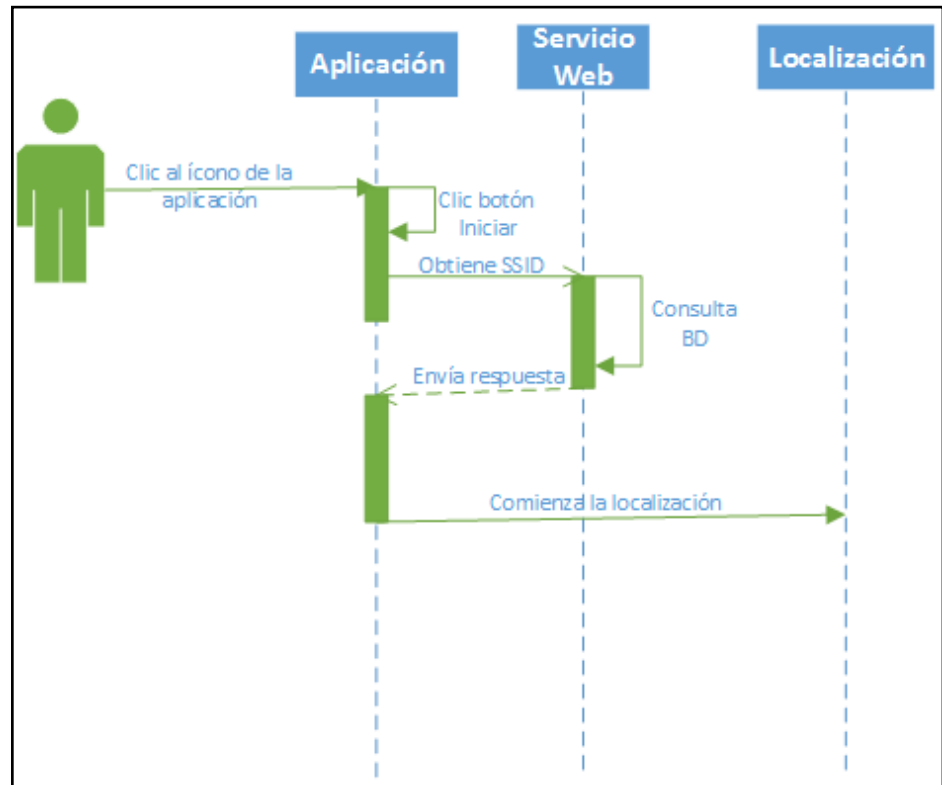 Aplicación
Servicio
Web
Localización
Clic al ícono de la
aplicación
Clic botón
Iniciar
Obtiene SSID
Consulta
BD
Envía respuesta
Comienza la localización